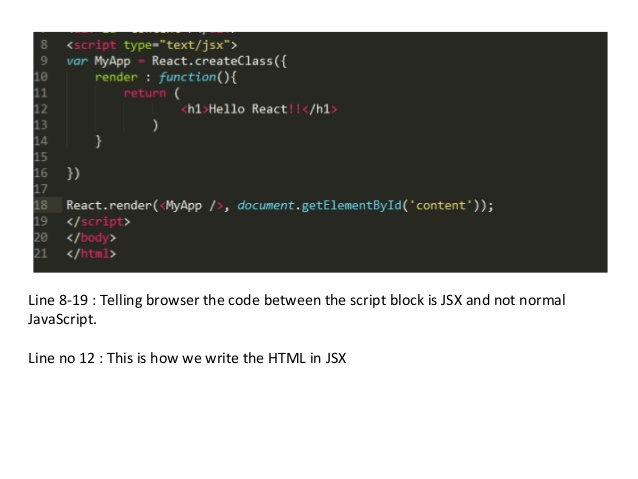 8 <script type="text/jsx">
9 var MyApp = React.createClass({
10 render : function(){
11 return (
12 <h1>Hello React!!</h1>
13 )
14 }
15
16 })
17
18 React.render(<MyApp />, document.getElementById('content'));
19 </script>
20 </body>
21 </html>
Line 8-19 : Telling browser the code between the script block is JSX and not normal
JavaScript.
Line no 12 : This is how we write the HTML in JSX